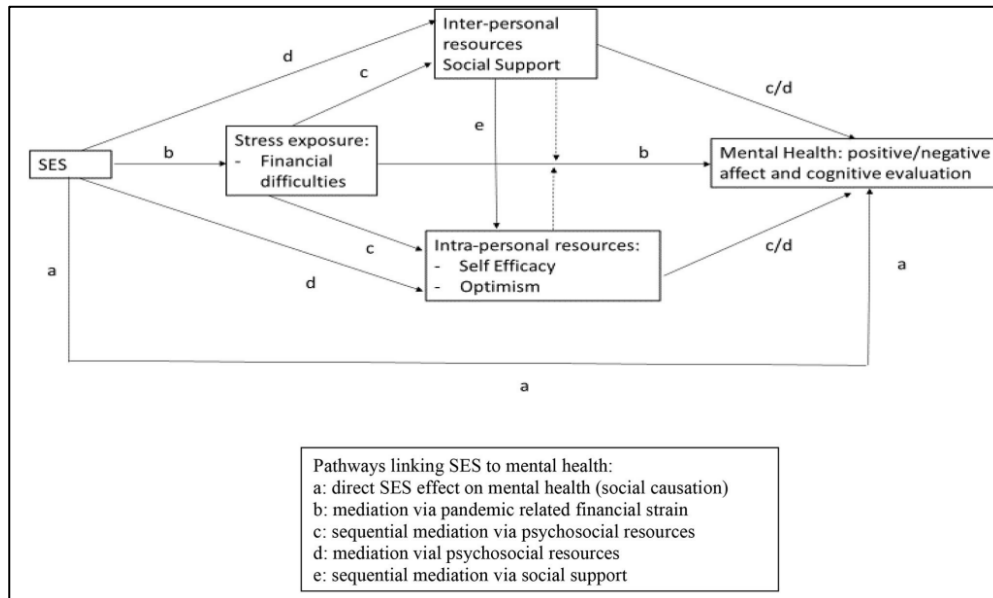 Inter-personal
resources
Social Support
d
c
c/d
e
Stress exposure:
- Financial
difficulties
SES
b
b
Mental Health: positive/negative
affect and cognitive evaluation
c
Intra-personal resources:
- Self Efficacy
- Optimism
c/d
a
d
a
a
Pathways linking SES to mental health:
a: direct SES effect on mental health (social causation)
b: mediation via pandemic related financial strain
c: sequential mediation via psychosocial resources
d: mediation vial psychosocial resources
e: sequential mediation via social support